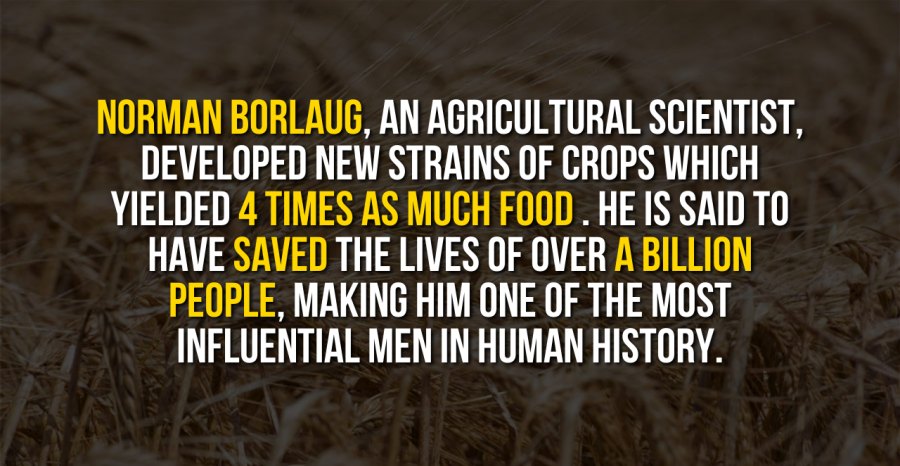 NORMAN BORLAUG, AN AGRICULTURAL SCIENTIST,
DEVELOPED NEW STRAINS OF CROPS WHICH
YIELDED 4 TIMES AS MUCH FOOD . HE IS SAID TO
HAVE SAVED THE LIVES OF OVER A BILLION
PEOPLE, MAKING HIM ONE OF THE MOST
INFLUENTIAL MEN IN HUMAN HISTORY.